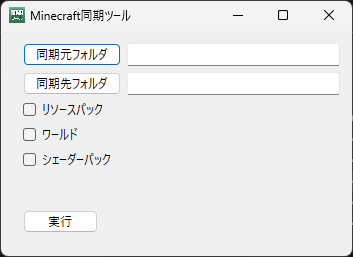 Minecraft同期ツール
同期元フォルダ
同期先フォルダ
リソースパック
ワールド
シェーダーパック
実行